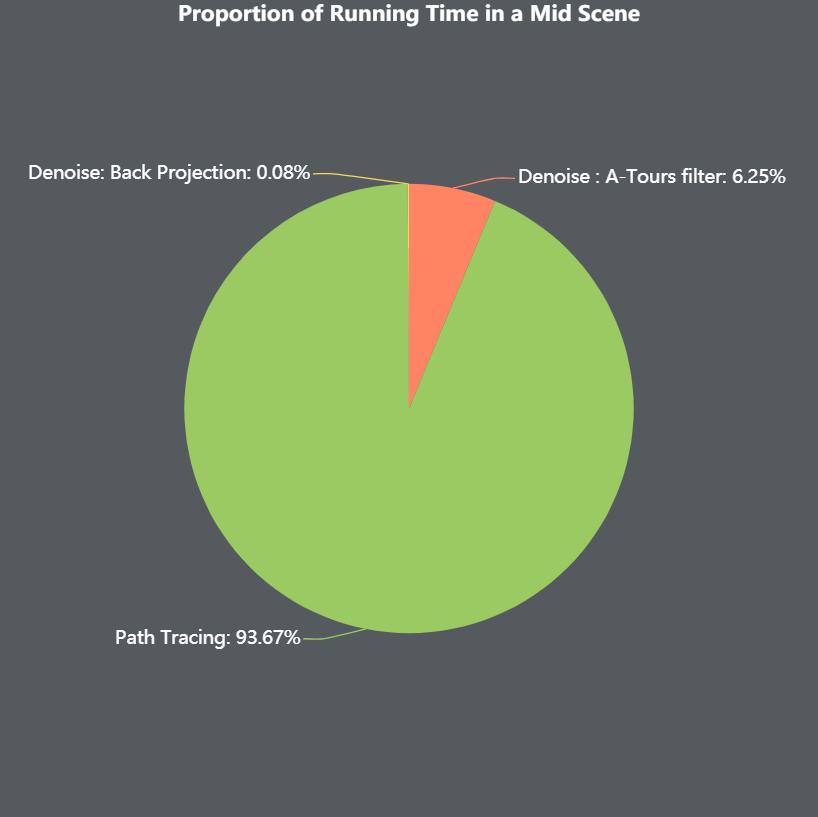 Proportion of Running Time in a Mid Scene
Denoise: Back Projection: 0.08%
Denoise : A-Tours filter: 6.25%
Path Tracing: 93.67%